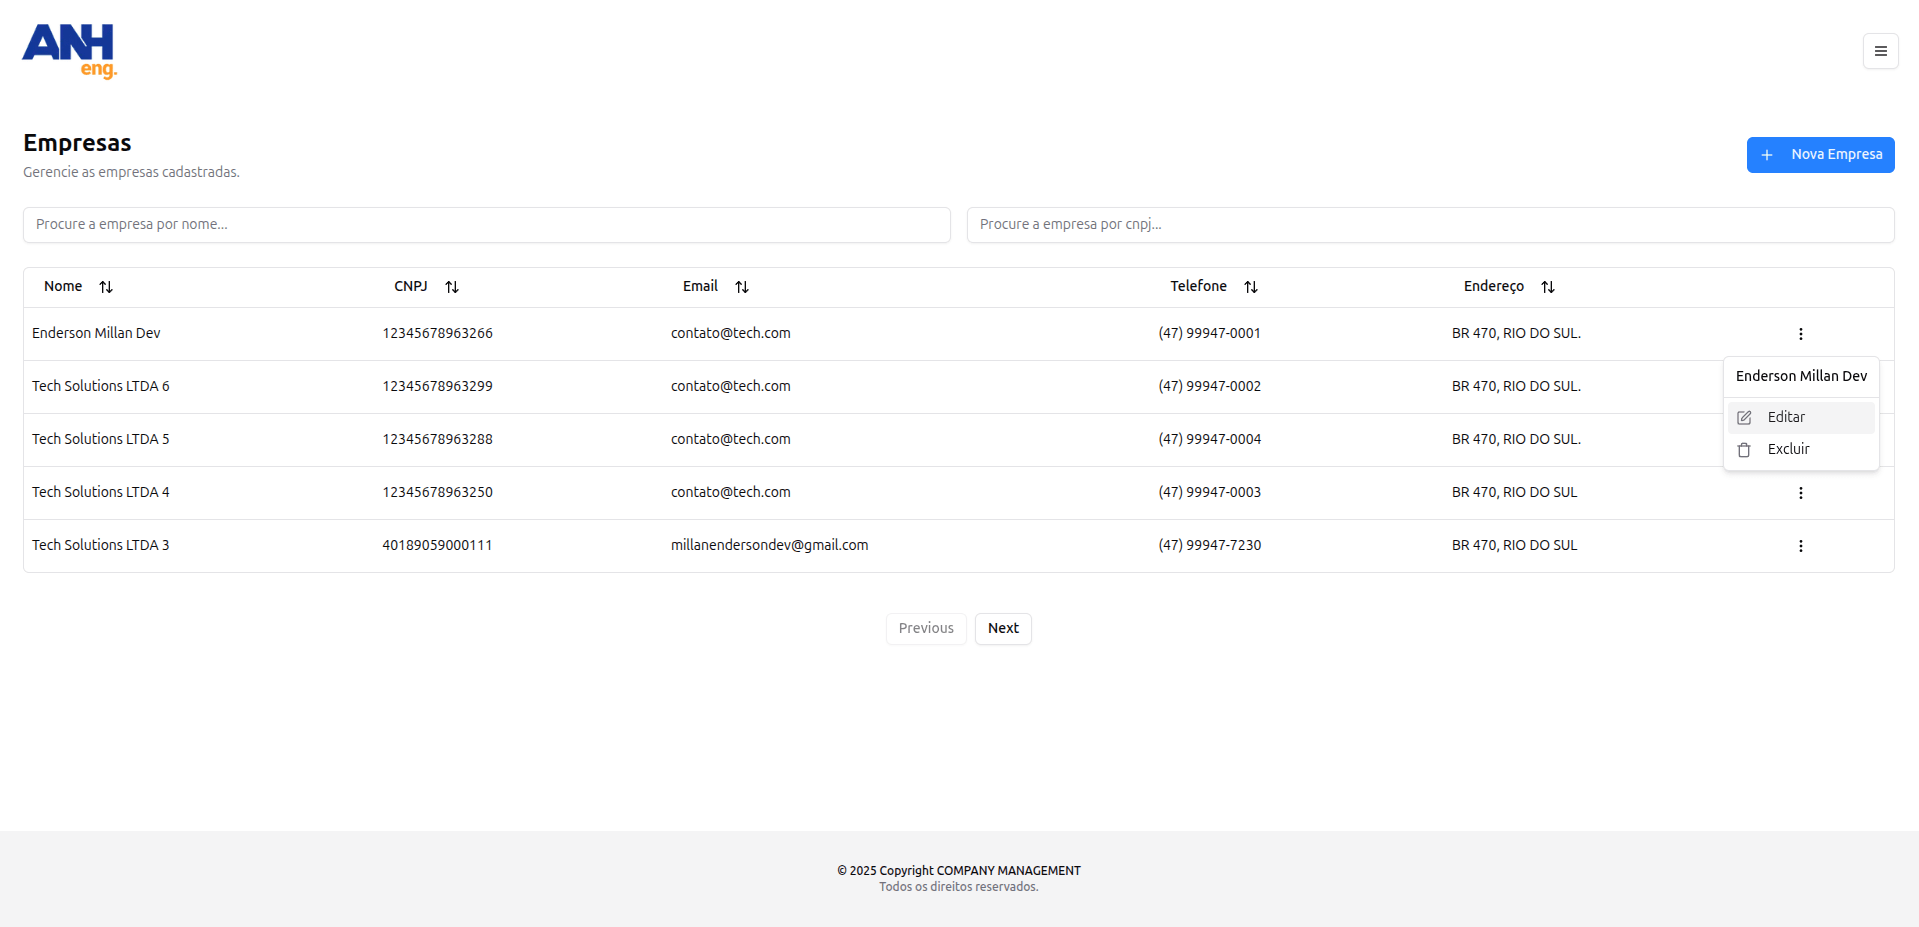 ANH
eng.
Empresas
Gerencie as empresas cadastradas.
Nova Empresa
Procure a empresa por nome...
Procure a empresa por cnpj...
Nome CNPJ Email Telefone Endereço
Enderson Millan Dev 12345678963266 contato@tech.com (47) 99947-0001 BR 470, RIO DO SUL.
Tech Solutions LTDA 6 12345678963299 contato@tech.com (47) 99947-0002 BR 470, RIO DO SUL.
Tech Solutions LTDA 5 12345678963288 contato@tech.com (47) 99947-0004 BR 470, RIO DO SUL.
Tech Solutions LTDA 4 12345678963250 contato@tech.com (47) 99947-0003 BR 470, RIO DO SUL
Tech Solutions LTDA 3 40189059000111 millanendersondev@gmail.com (47) 99947-7230 BR 470, RIO DO SUL
Enderson Millan Dev
Editar
Excluir
Previous Next
© 2025 Copyright COMPANY MANAGEMENT
Todos os direitos reservados.